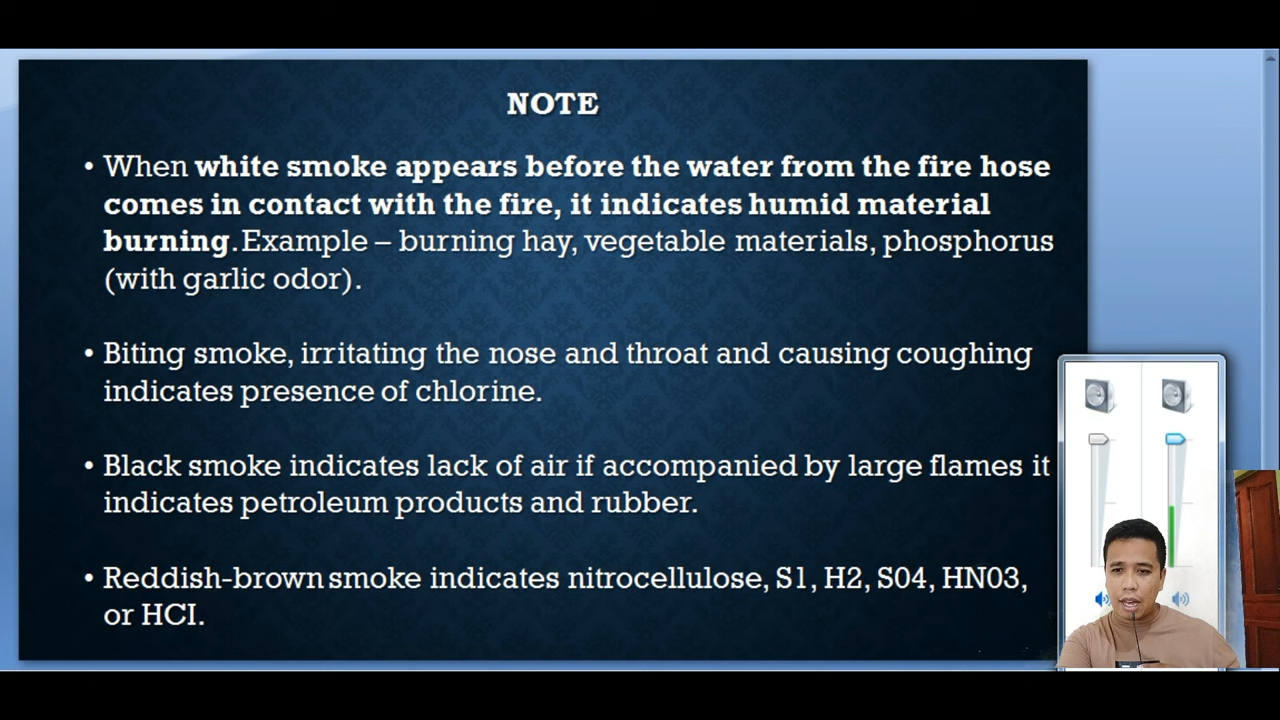 NOTE
• When white smoke appears before the water from the fire hose
comes in contact with the fire, it indicates humid material
burning.Example – burning hay, vegetable materials, phosphorus
(with garlic odor).
• Biting smoke, irritating the nose and throat and causing coughing
indicates presence of chlorine.
• Black smoke indicates lack of air if accompanied by large flames it
indicates petroleum products and rubber.
• Reddish-brown smoke indicates nitrocellulose, S1, H2, S04, HN03,
or HCI.